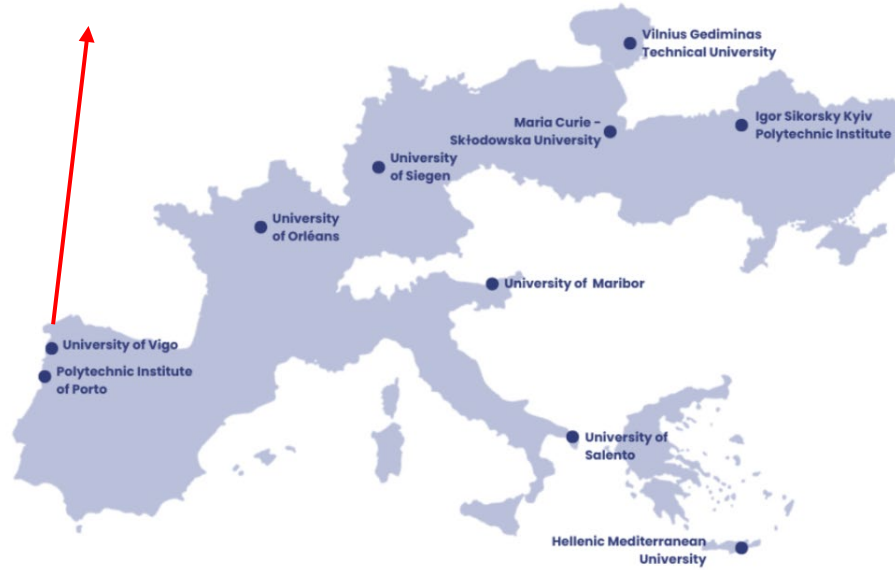 Vilnius Gediminas
Technical University
Maria Curie -
Skłodowska University
Igor Sikorsky Kyiv
Polytechnic Institute
University
of Siegen
University
of Orléans
University of Maribor
University of Vigo
Polytechnic Institute
of Porto
University of
Salento
Hellenic Mediterranean
University